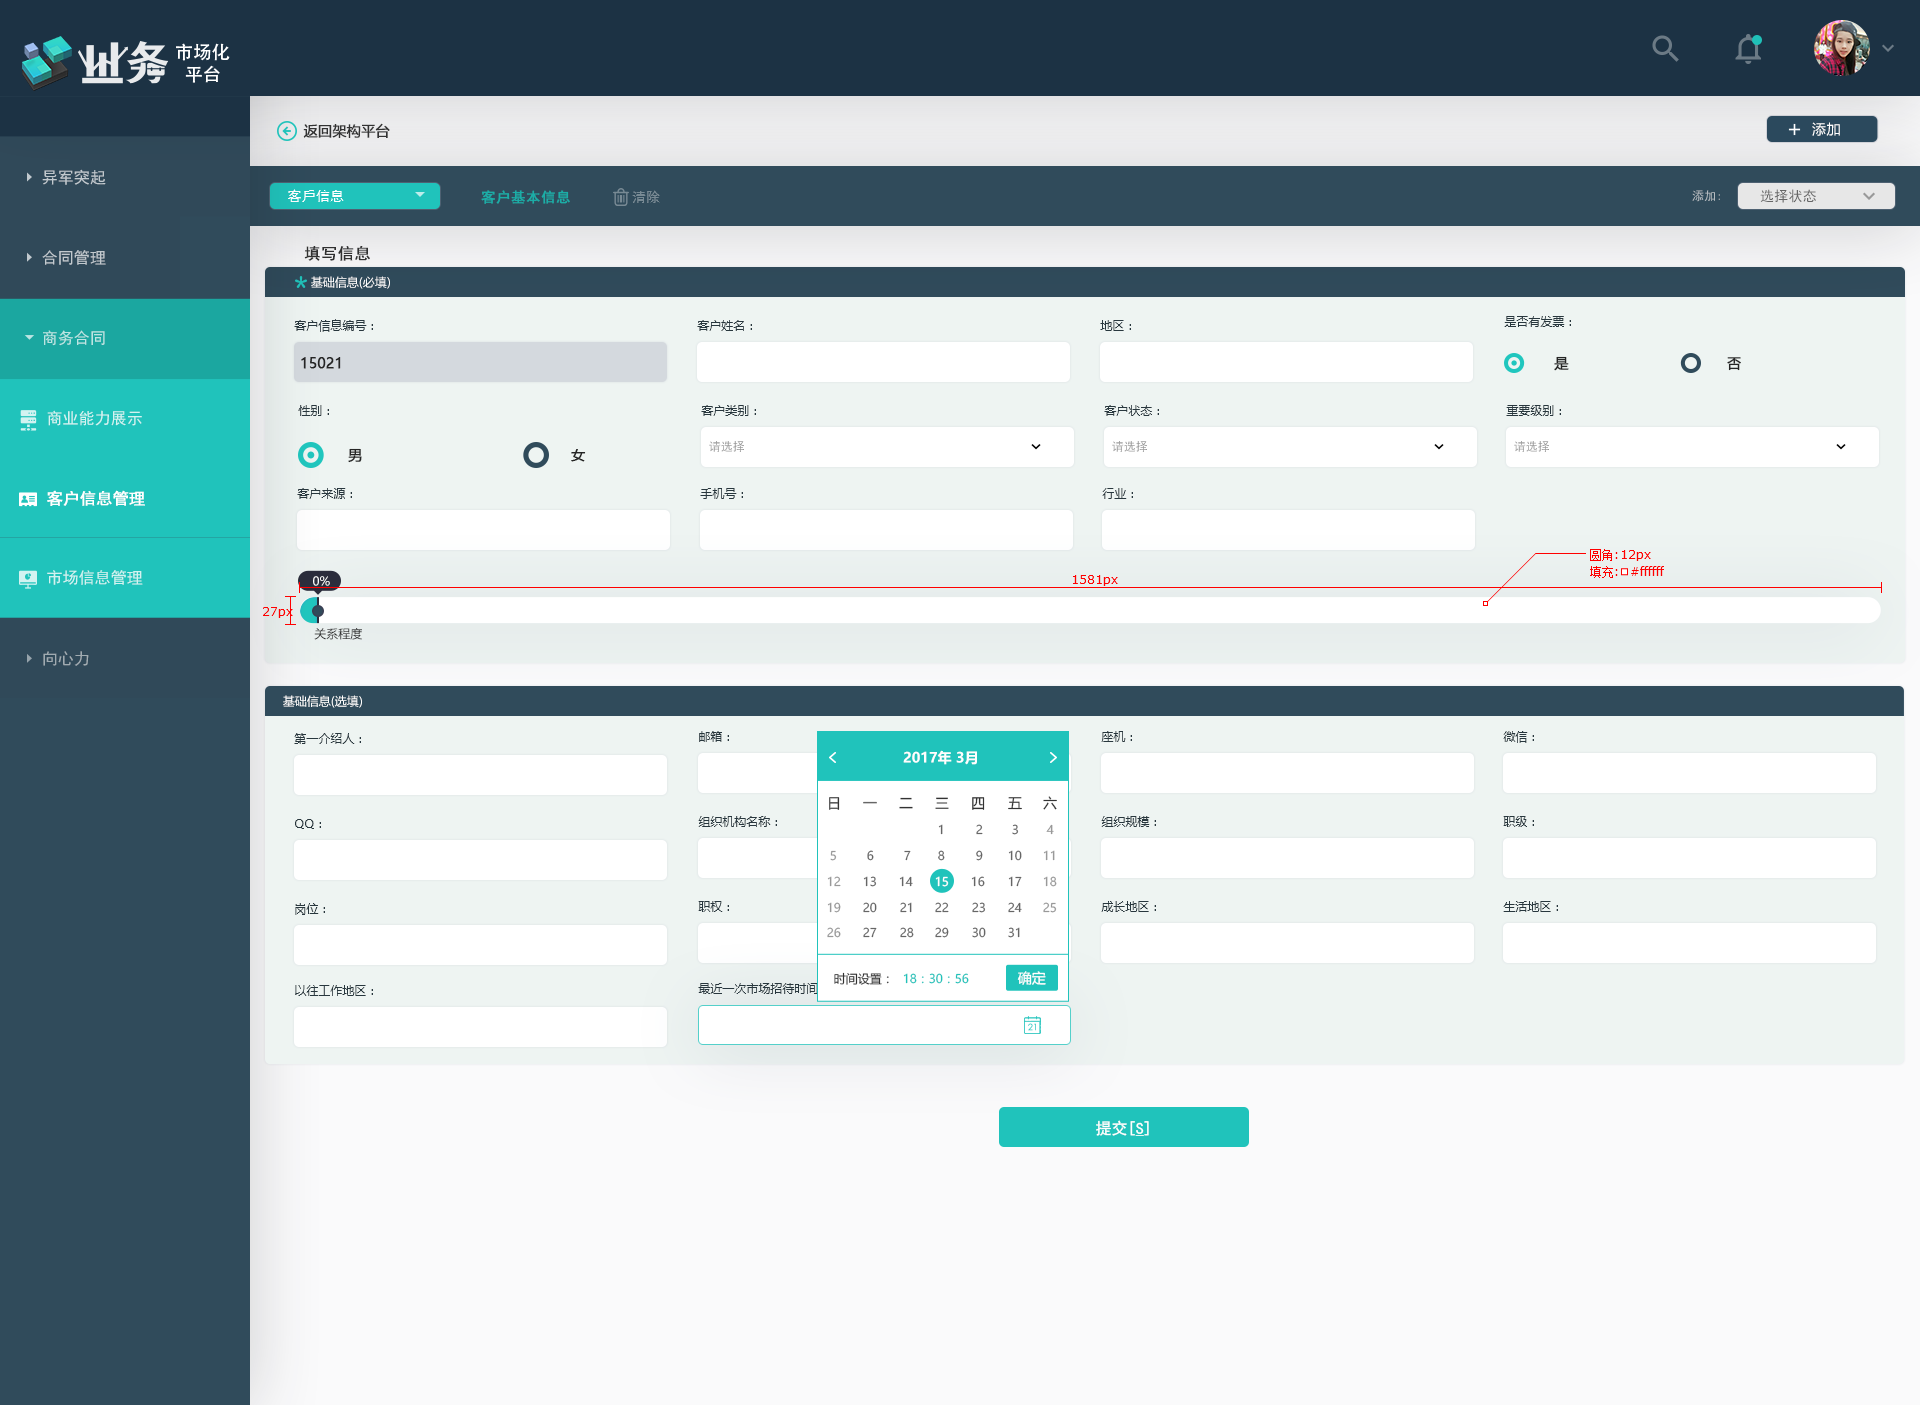 业务 市场化
平台
返回架构平台
添加
异军突起
合同管理
商务合同
商业能力展示
客户信息管理
市场信息管理
向心力
客戶信息
客户基本信息
清除
添加：
选择状态
填写信息
基础信息(必填)
客户信息编号：
客户姓名：
地区：
是否有发票：
15021
是
否
性别：
客户类别：
客户状态：
重要级别：
男
女
请选择
请选择
请选择
客户来源：
手机号：
行业：
圆角:12px
填充:#ffffff
0%
1581px
27px
关系程度
基础信息(选填)
第一介绍人：
邮箱：
座机：
微信：
QQ：
组织机构名称：
组织规模：
职级：
岗位：
职权：
成长地区：
生活地区：
以往工作地区：
最近一次市场招待时间
2017年 3月
日 一 二 三 四 五 六
1 2 3 4
5 6 7 8 9 10 11
12 13 14 15 16 17 18
19 20 21 22 23 24 25
26 27 28 29 30 31
时间设置： 18 : 30 : 56 确定
21
提交[S]